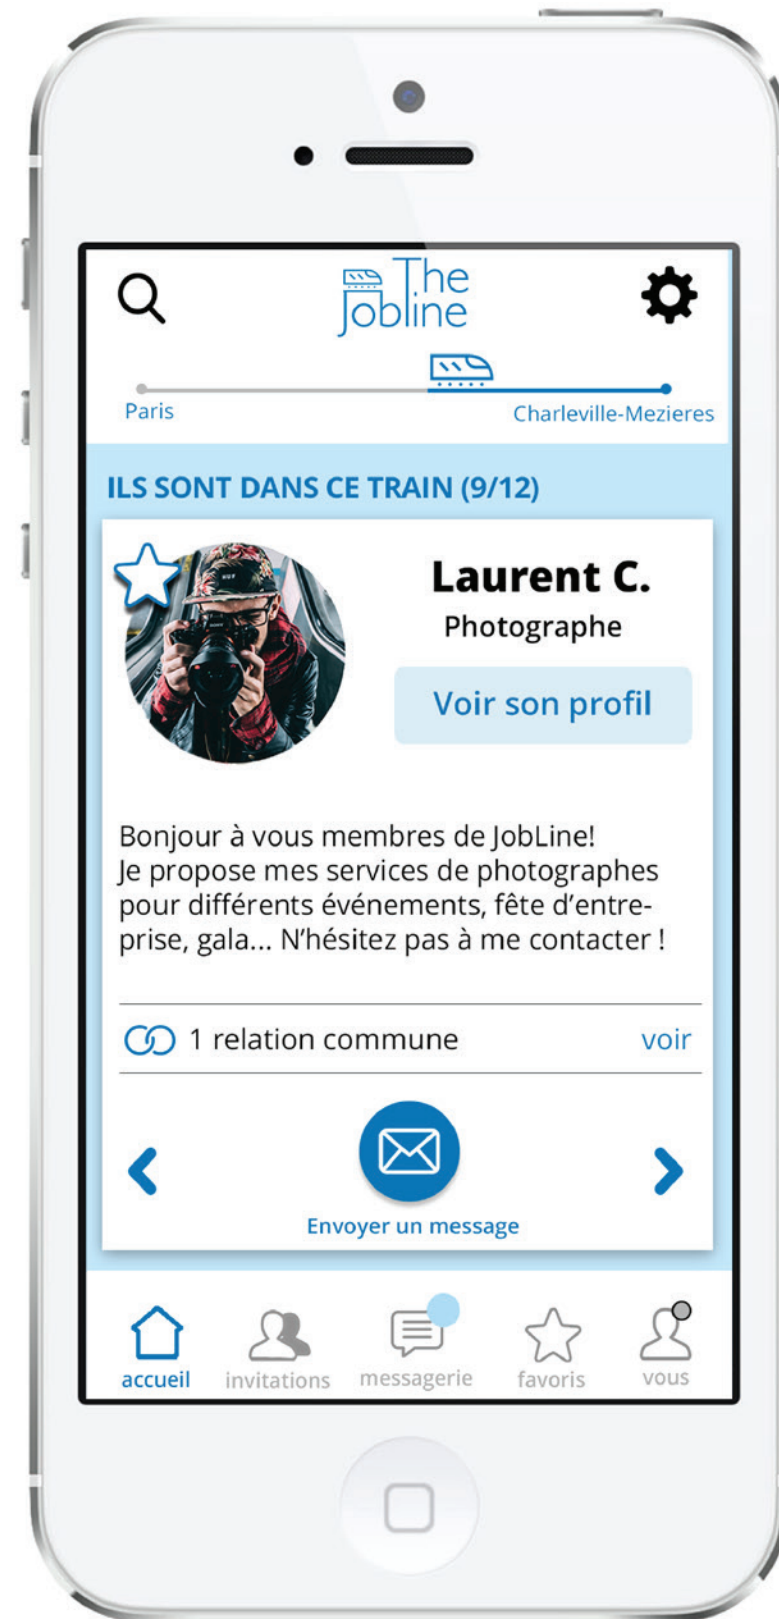 The
Jobline
Paris
Charleville-Mezieres
ILS SONT DANS CE TRAIN (9/12)
Laurent C.
Photographe
Voir son profil
Bonjour à vous membres de JobLine!
Je propose mes services de photographes
pour différents événements, fête d’entre-
prise, gala... N’hésitez pas à me contacter !
1 relation commune
voir
Envoyer un message
accueil
invitations
messagerie
favoris
vous